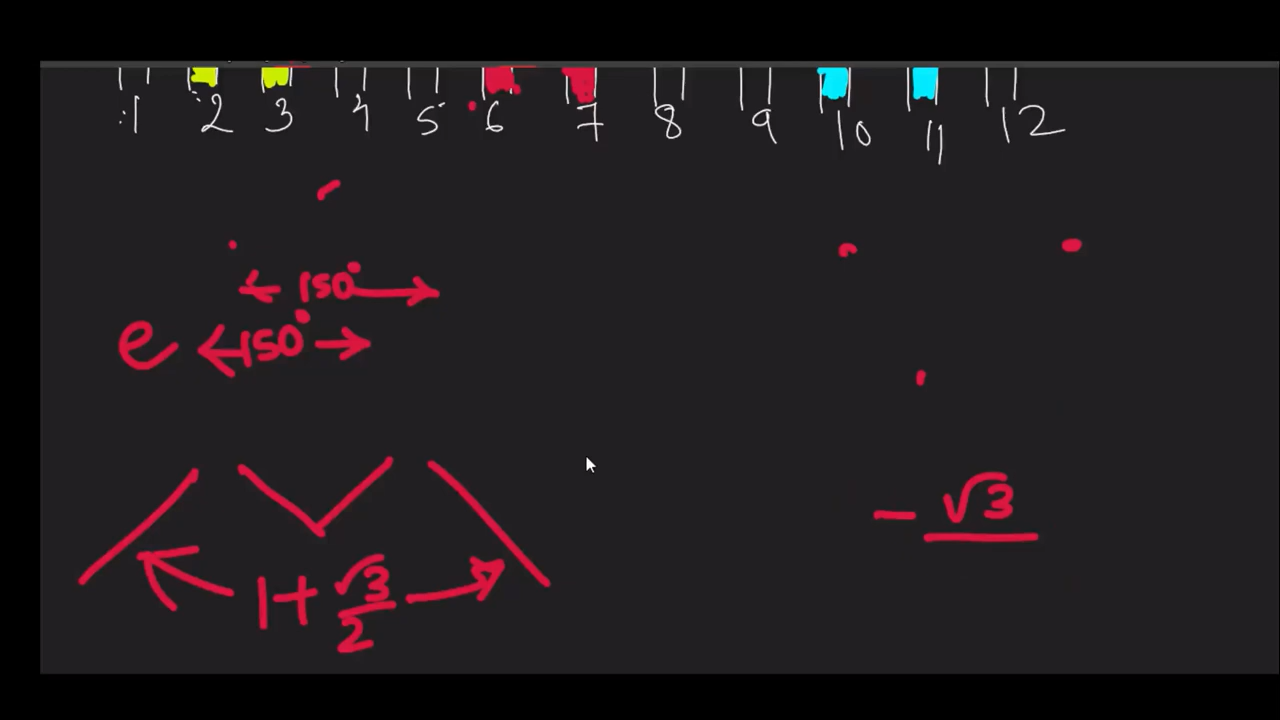 1 2 3 4 5 6 7 8 9 10 11 12
150°
e 150°
- √3
1 + √3/2